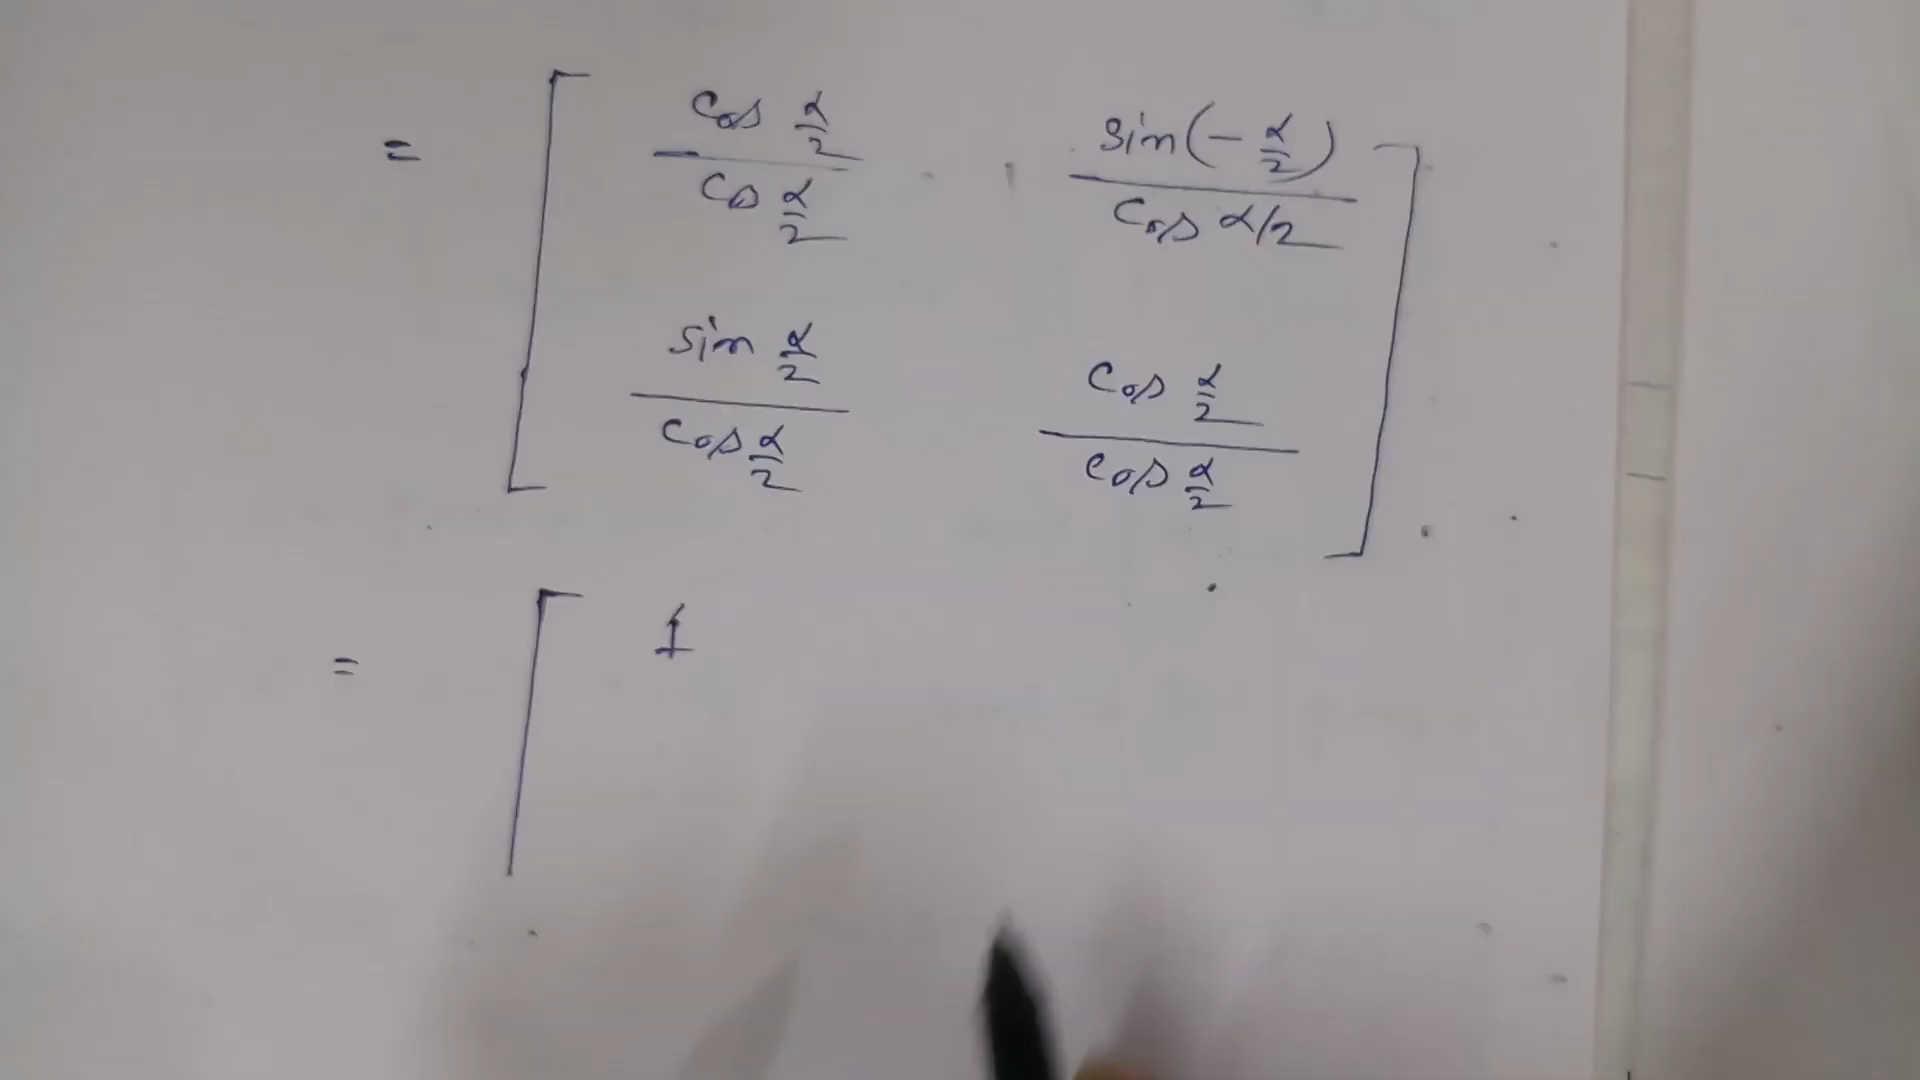 = [ cos α/2 / cos α/2 , sin(-α/2) / cos α/2 ]
[ sin α/2 / cos α/2 cos α/2 / cos α/2 ]
= [ 1